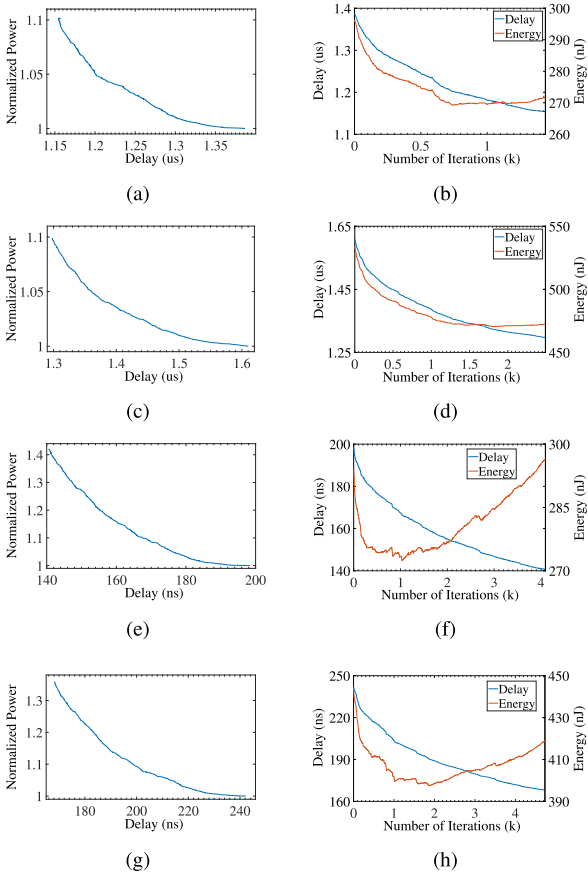 Normalized Power
1.1
1.05
1
1.15 1.2 1.25 1.3 1.35
Delay (us)
(a)
Delay (us)
1.4
1.3
1.2
1.1
Delay
Energy
300
290
280
270
260
Energy (nJ)
0 0.5 1
Number of Iterations (k)
(b)
Normalized Power
1.1
1.05
1
1.3 1.4 1.5 1.6
Delay (us)
(c)
Delay (us)
1.65
1.55
1.45
1.35
1.25
Delay
Energy
550
500
450
Energy (nJ)
0 0.5 1 1.5 2
Number of Iterations (k)
(d)
Normalized Power
1.4
1.3
1.2
1.1
1
140 160 180 200
Delay (ns)
(e)
Delay (ns)
200
180
160
140
Delay
Energy
300
285
275
270
Energy (nJ)
0 1 2 3 4
Number of Iterations (k)
(f)
Normalized Power
1.3
1.2
1.1
1
180 200 220 240
Delay (ns)
(g)
Delay (ns)
250
220
190
160
Delay
Energy
450
430
410
390
Energy (nJ)
0 1 2 3 4
Number of Iterations (k)
(h)